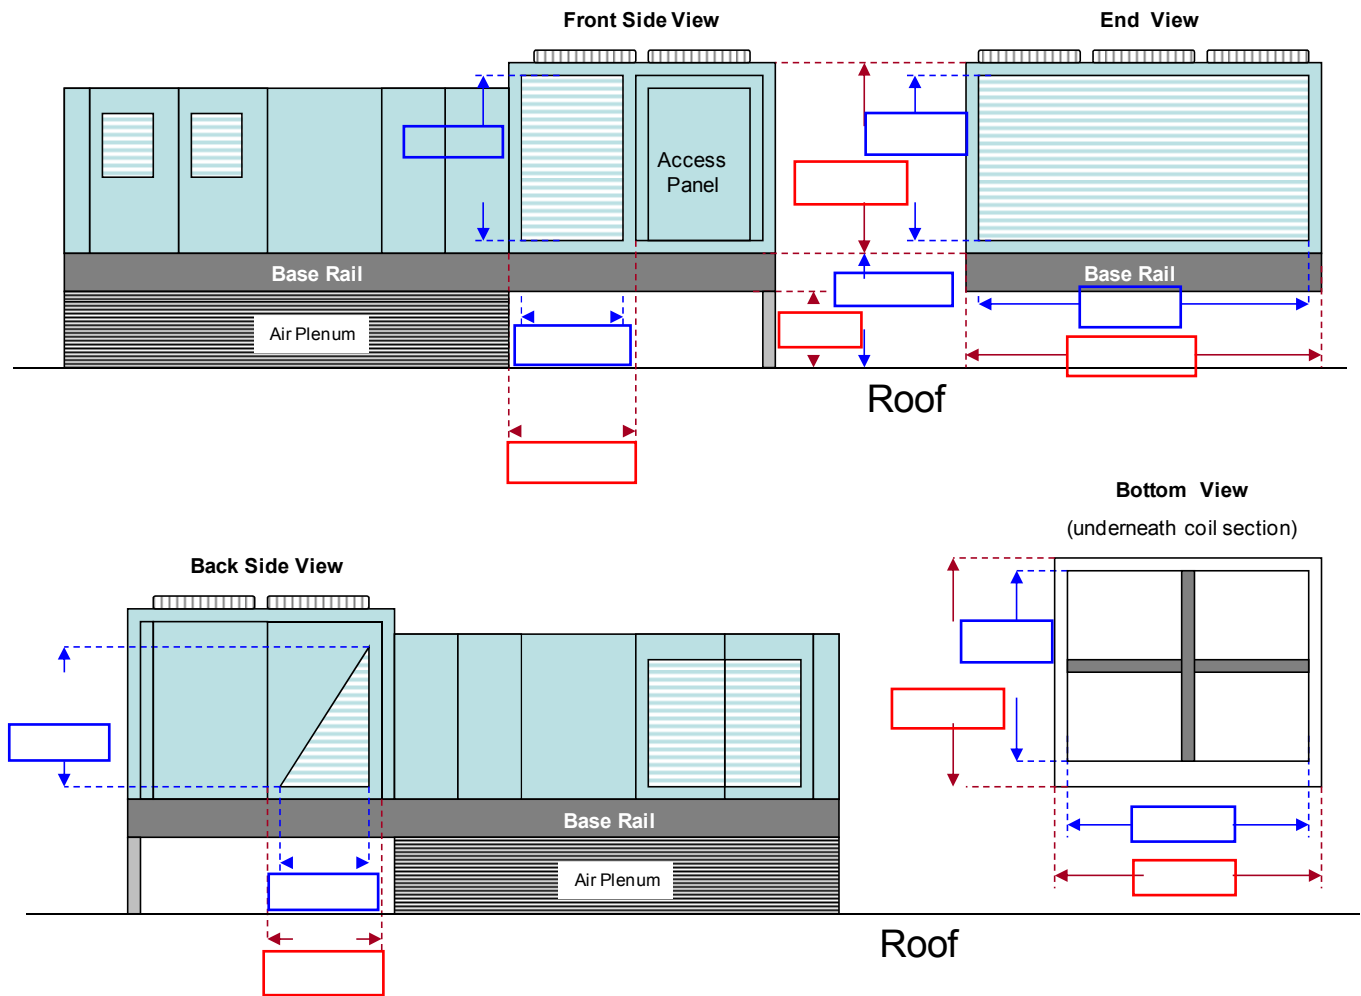 Front Side View
End View
Access
Panel
Base Rail
Base Rail
Air Plenum
Roof
Bottom View
(underneath coil section)
Back Side View
Base Rail
Air Plenum
Roof